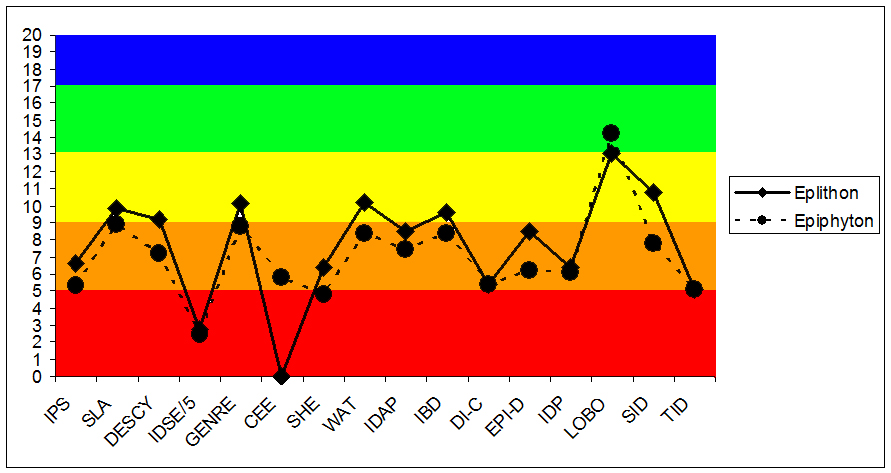 20
19
18
17
16
15
14
13
12
11
10
9
8
7
6
5
4
3
2
1
0
IPS
SLA
DESCY
IDSE/5
GENRE
CEE
SHE
WAT
IDAP
IBD
DI-C
EPI-D
IDP
LOBO
SID
TID
Eplithon
Epiphyton